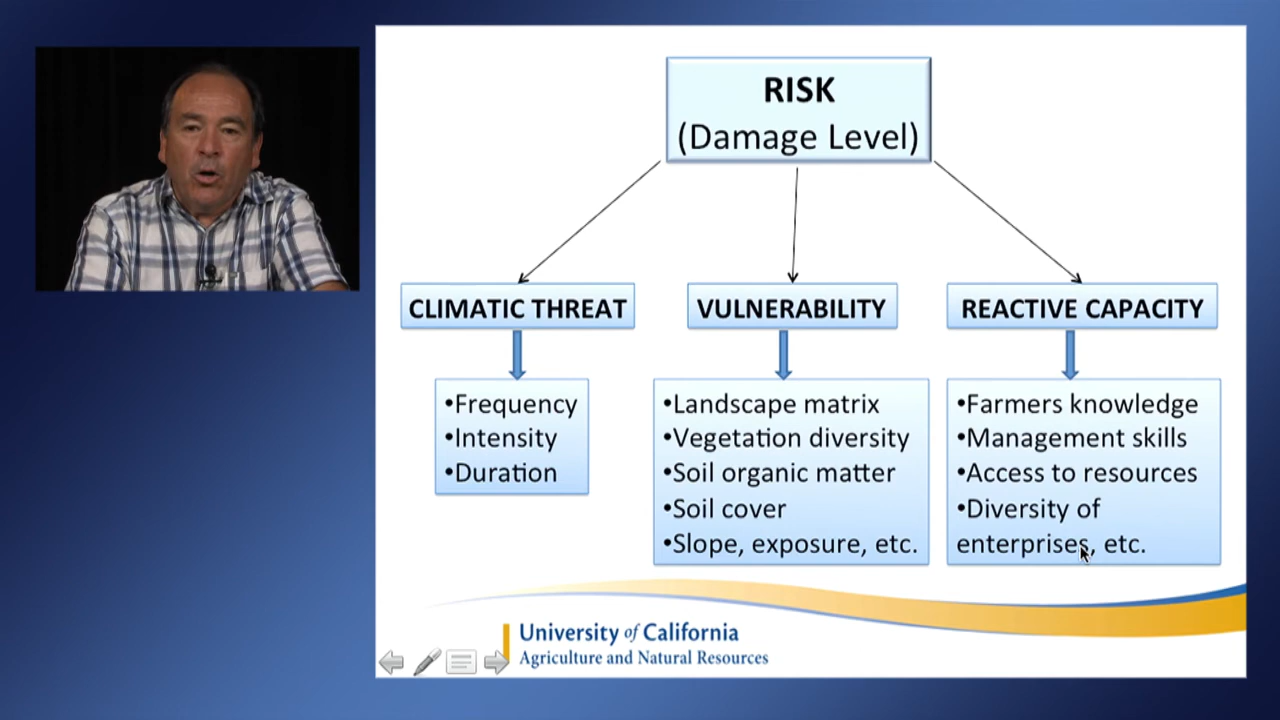 RISK
(Damage Level)
CLIMATIC THREAT
VULNERABILITY
REACTIVE CAPACITY
•Frequency
•Intensity
•Duration
•Landscape matrix
•Vegetation diversity
•Soil organic matter
•Soil cover
•Slope, exposure, etc.
•Farmers knowledge
•Management skills
•Access to resources
•Diversity of
enterprises, etc.
University of California
Agriculture and Natural Resources